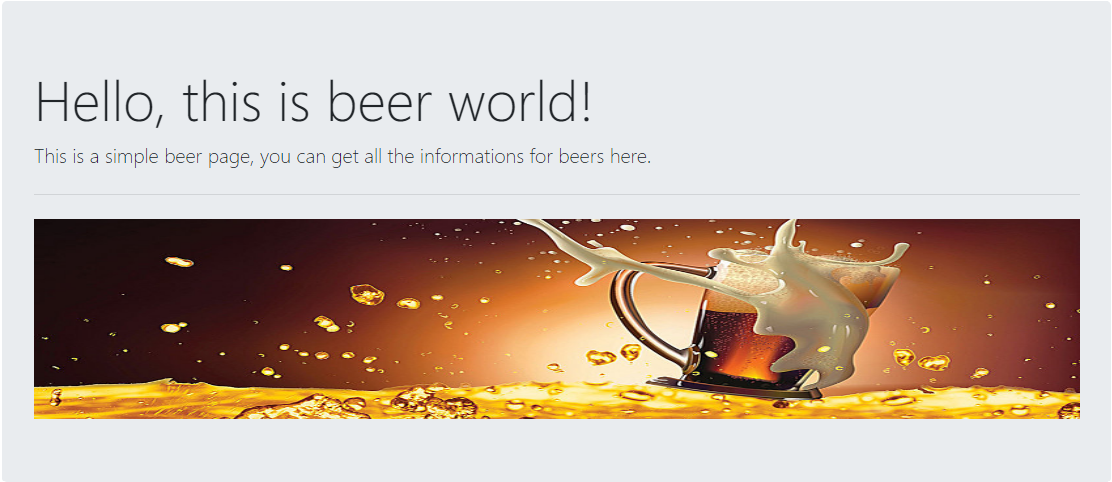 Hello, this is beer world!
This is a simple beer page, you can get all the informations for beers here.